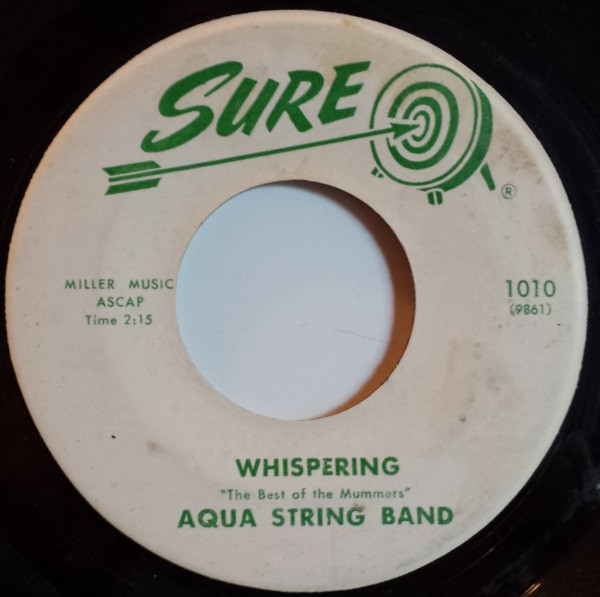 SURE
®
MILLER MUSIC
ASCAP
Time 2:15
1010
(9861)
WHISPERING
"The Best of the Mummers"
AQUA STRING BAND